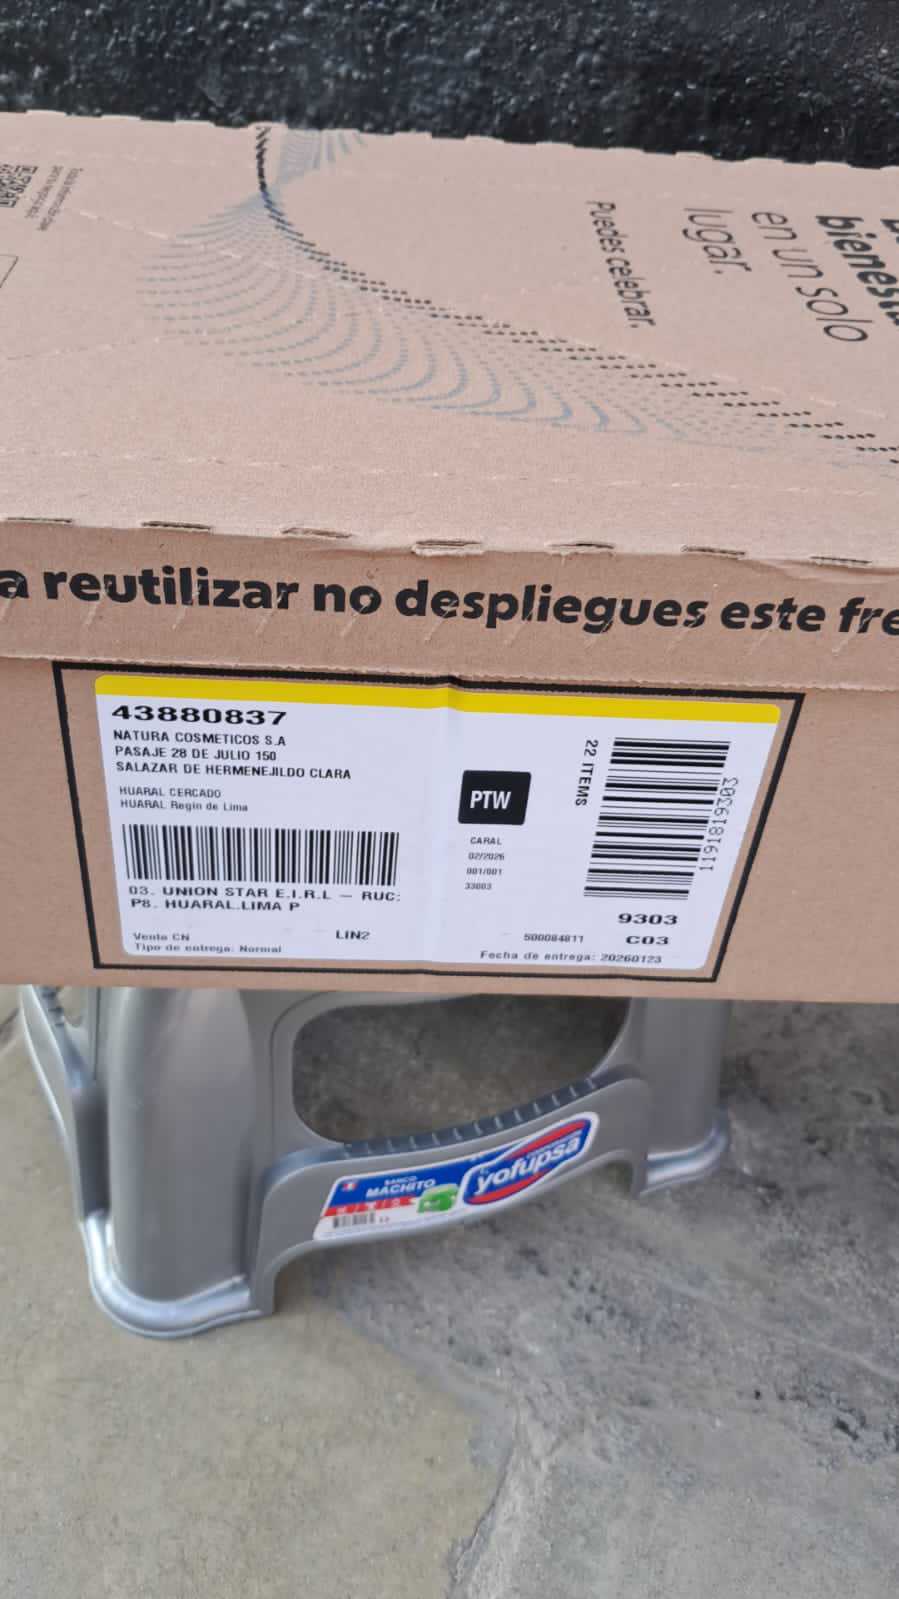 bienesta
en un solo
lugar.
Puedes celebrar.
a reutilizar no despliegues este fre
43880837
NATURA COSMETICOS S.A
PASAJE 28 DE JULIO 150
SALAZAR DE HERMENEJILDO CLARA
HUARAL CERCADO
HUARAL Regin de Lima
03. UNION STAR E.I.R.L – RUC:
P8. HUARAL.LIMA P
Venta CN
LIN2
Tipo de entrega: Normal
PTW
CARAL
02/2026
001/001
33003
22 ITEMS
1191819303
9303
500084811
C03
Fecha de entrega: 20260123
BANCO
MACHITO
yofupsa